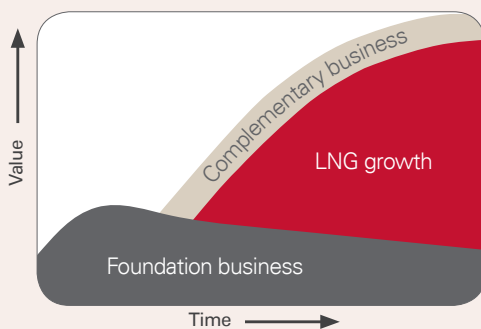 Value
Complementary business
LNG growth
Foundation business
Time